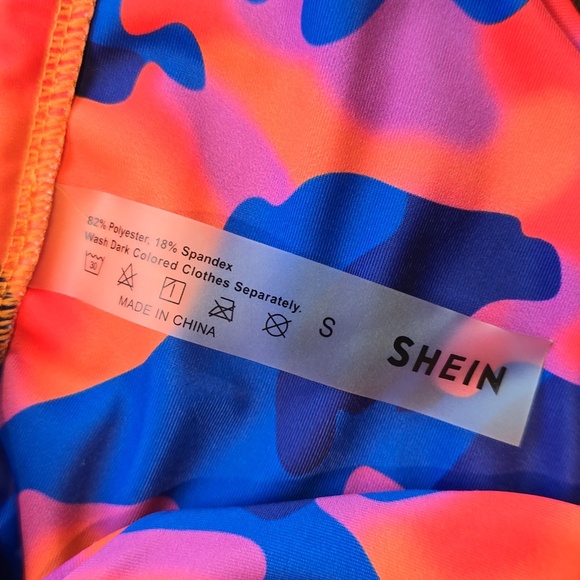 82% Polyester, 18% Spandex
Wash Dark Colored Clothes Separately.
30
MADE IN CHINA
S
SHEIN